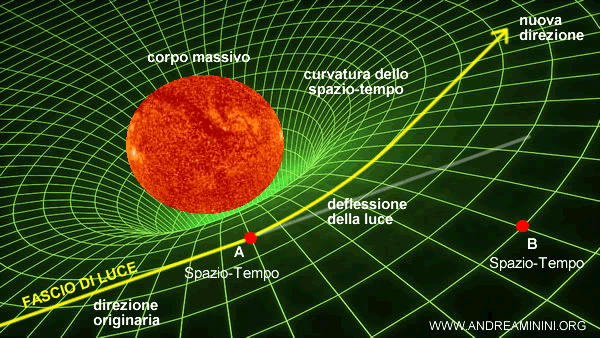 nuova
direzione
corpo massivo
curvatura dello
spazio-tempo
deflessione
della luce
A
Spazio-Tempo
B
Spazio-Tempo
FASCIO DI LUCE
direzione
originaria
WWW.ANDREAMININI.ORG